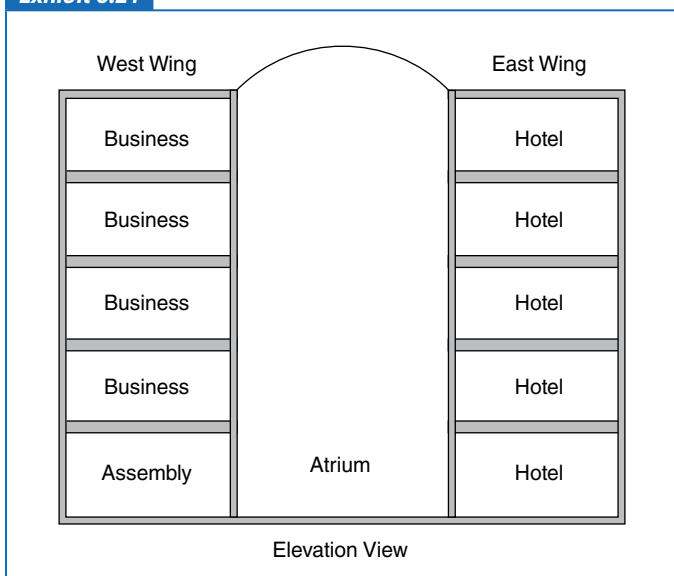 West Wing East Wing
Business Hotel
Business Hotel
Business Hotel
Business Hotel
Assembly Atrium Hotel
Elevation View